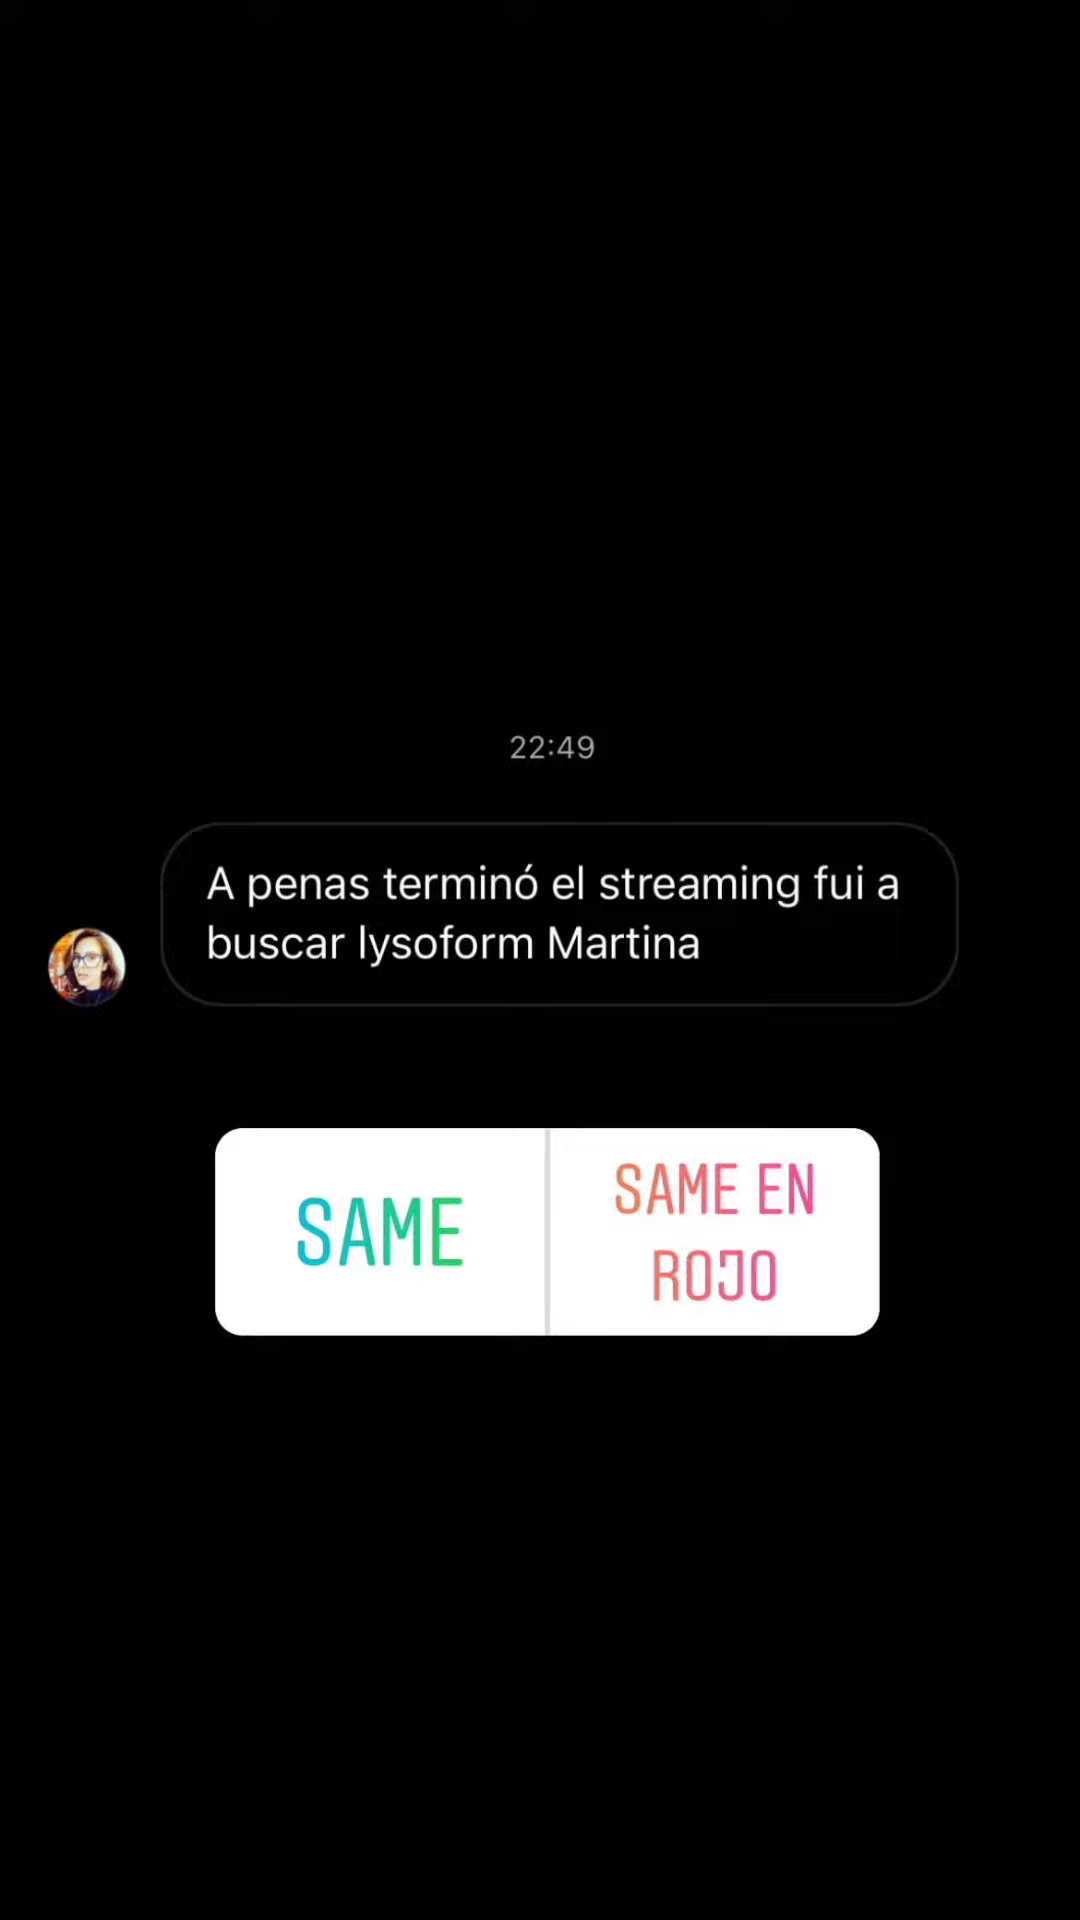 22:49
A penas terminó el streaming fui a
buscar lysoform Martina
SAME
SAME EN
ROJO